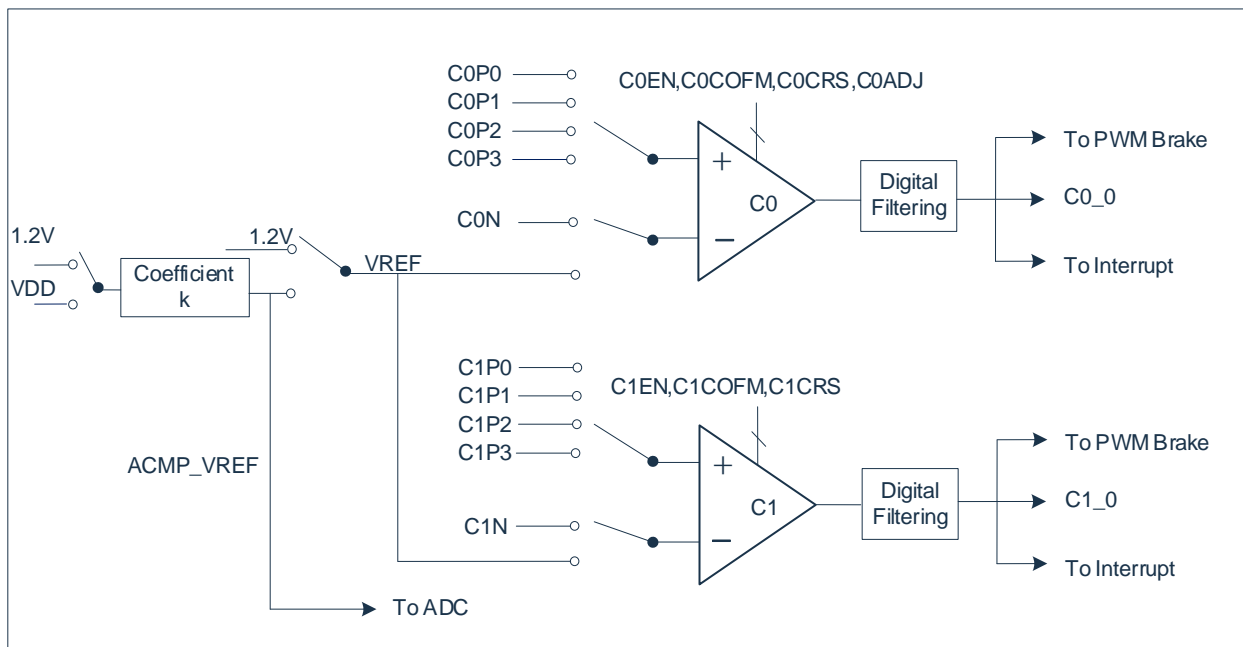 C0P0
C0P1
C0P2
C0P3
C0N
C0EN,C0COFM,C0CRS,C0ADJ
+
−
C0
Digital
Filtering
To PWM Brake
C0_0
To Interrupt
1.2V
VDD
Coefficient
k
1.2V
VREF
ACMP_VREF
To ADC
C1P0
C1P1
C1P2
C1P3
C1N
C1EN,C1COFM,C1CRS
+
−
C1
Digital
Filtering
To PWM Brake
C1_0
To Interrupt